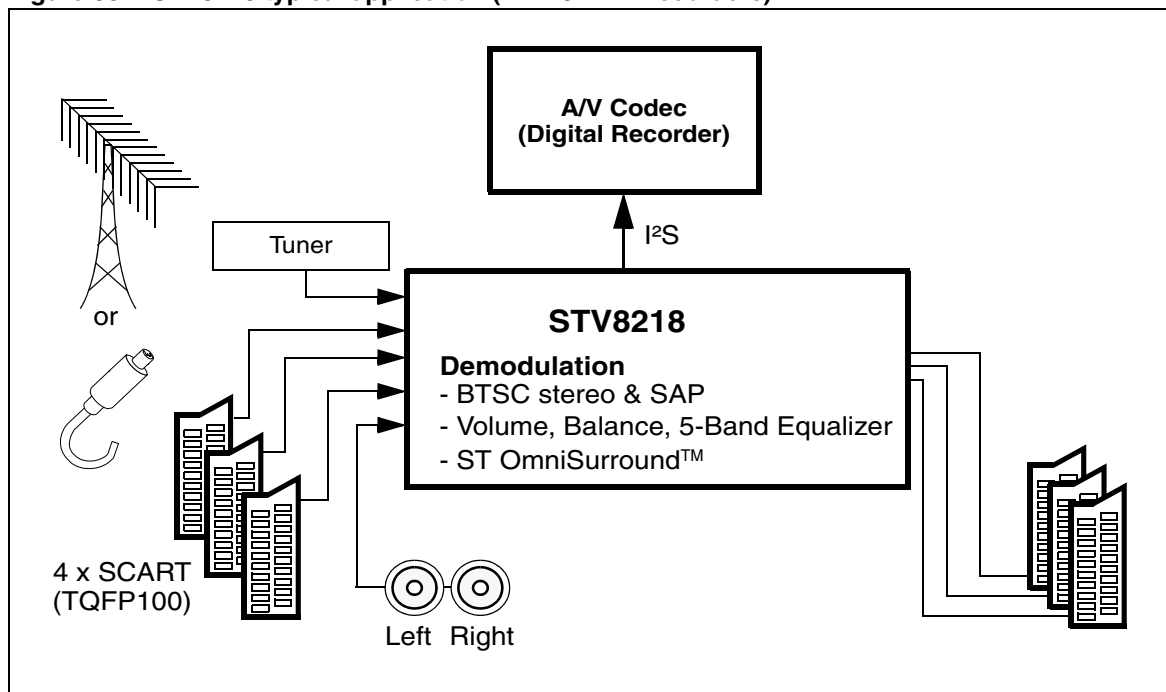 A/V Codec
(Digital Recorder)
I²S
Tuner
or
STV8218
Demodulation
- BTSC stereo & SAP
- Volume, Balance, 5-Band Equalizer
- ST OmniSurround™
4 x SCART
(TQFP100)
Left Right